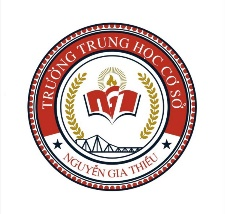 TRƯỜNG TRUNG HỌC CƠ SỞ
NGUYỄN GIA THIỀU